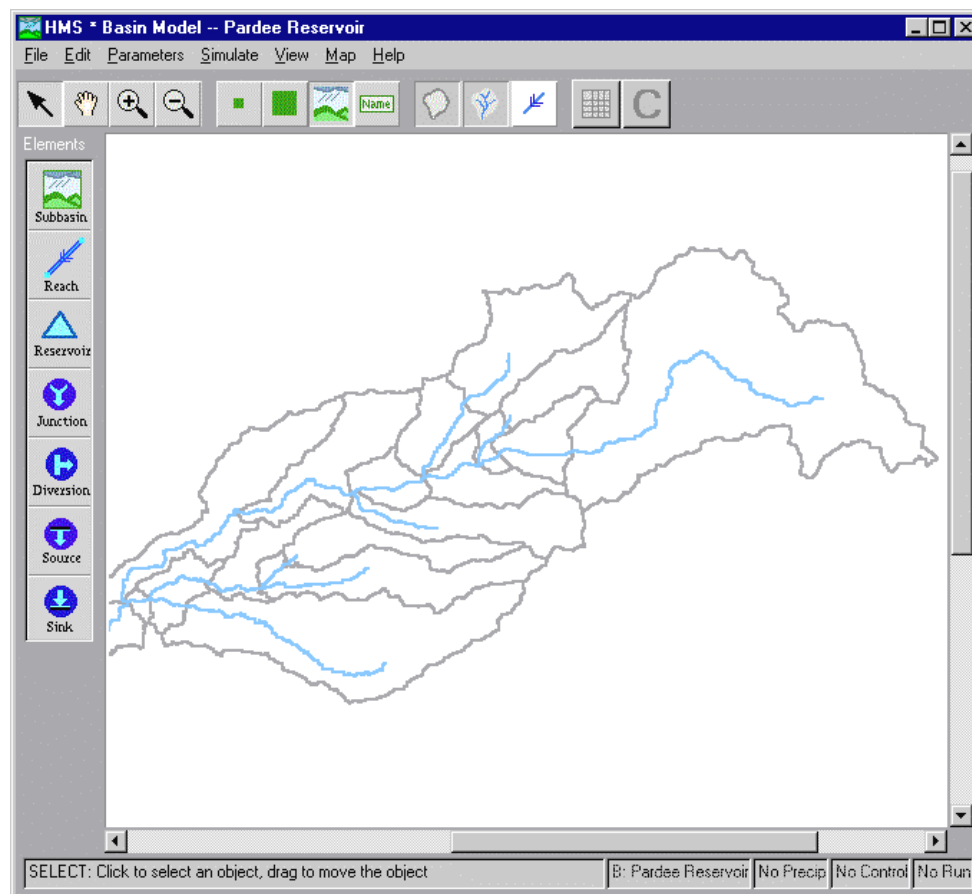 HMS * Basin Model -- Pardee Reservoir
File Edit Parameters Simulate View Map Help
Name C
Elements
Subbasin
Reach
Reservoir
Junction
Diversion
Source
Sink
SELECT: Click to select an object, drag to move the object B: Pardee Reservoir No Precip No Control No Run